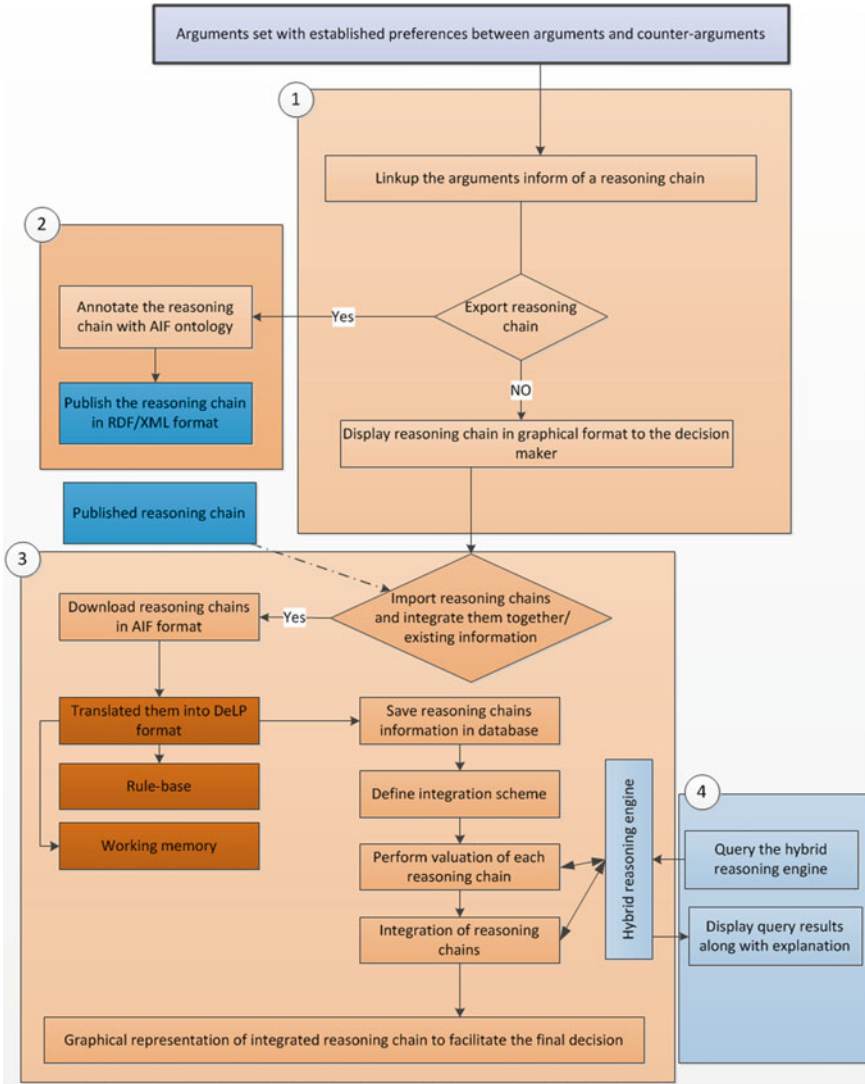 Arguments set with established preferences between arguments and counter-arguments
1
Linkup the arguments inform of a reasoning chain
2
Annotate the reasoning
chain with AIF ontology
Yes
Export reasoning
chain
Publish the reasoning chain
in RDF/XML format
NO
Display reasoning chain in graphical format to the decision
maker
Published reasoning chain
3
Download reasoning chains
in AIF format
Yes
Import reasoning chains
and integrate them together/
existing information
Translated them into DeLP
format
Save reasoning chains
information in database
Rule-base
Define integration scheme
Working memory
Perform valuation of each
reasoning chain
Integration of reasoning
chains
Hybrid reasoning engine
4
Query the hybrid
reasoning engine
Display query results
along with explanation
Graphical representation of integrated reasoning chain to facilitate the final decision